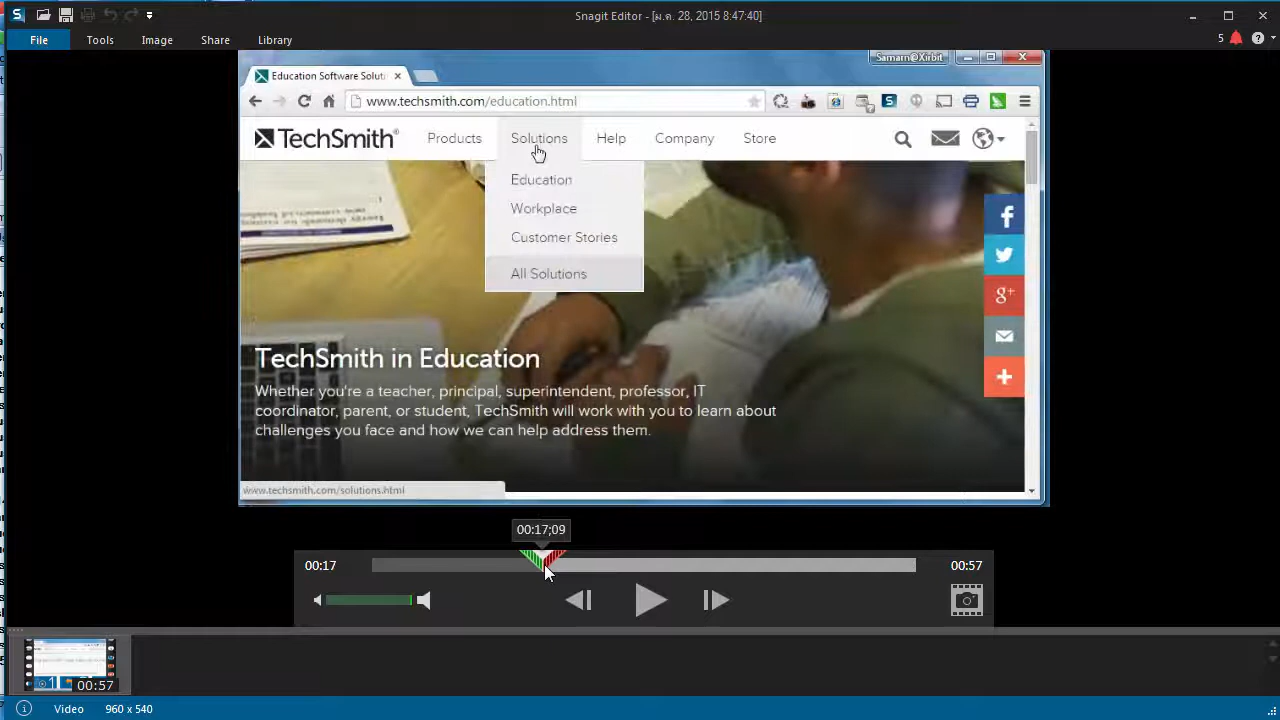 Snagit Editor - [ม.ค. 28, 2015 8:47:40]
File Tools Image Share Library
5
Samarn@Xirbit
Education Software Soluti
www.techsmith.com/education.html
TechSmith® Products Solutions Help Company Store
Education
Workplace
Customer Stories
All Solutions
TechSmith in Education
Whether you're a teacher, principal, superintendent, professor, IT
coordinator, parent, or student, TechSmith will work with you to learn about
challenges you face and how we can help address them.
www.techsmith.com/solutions.html
00:17;09
00:17
00:57
00:57
Video 960 x 540